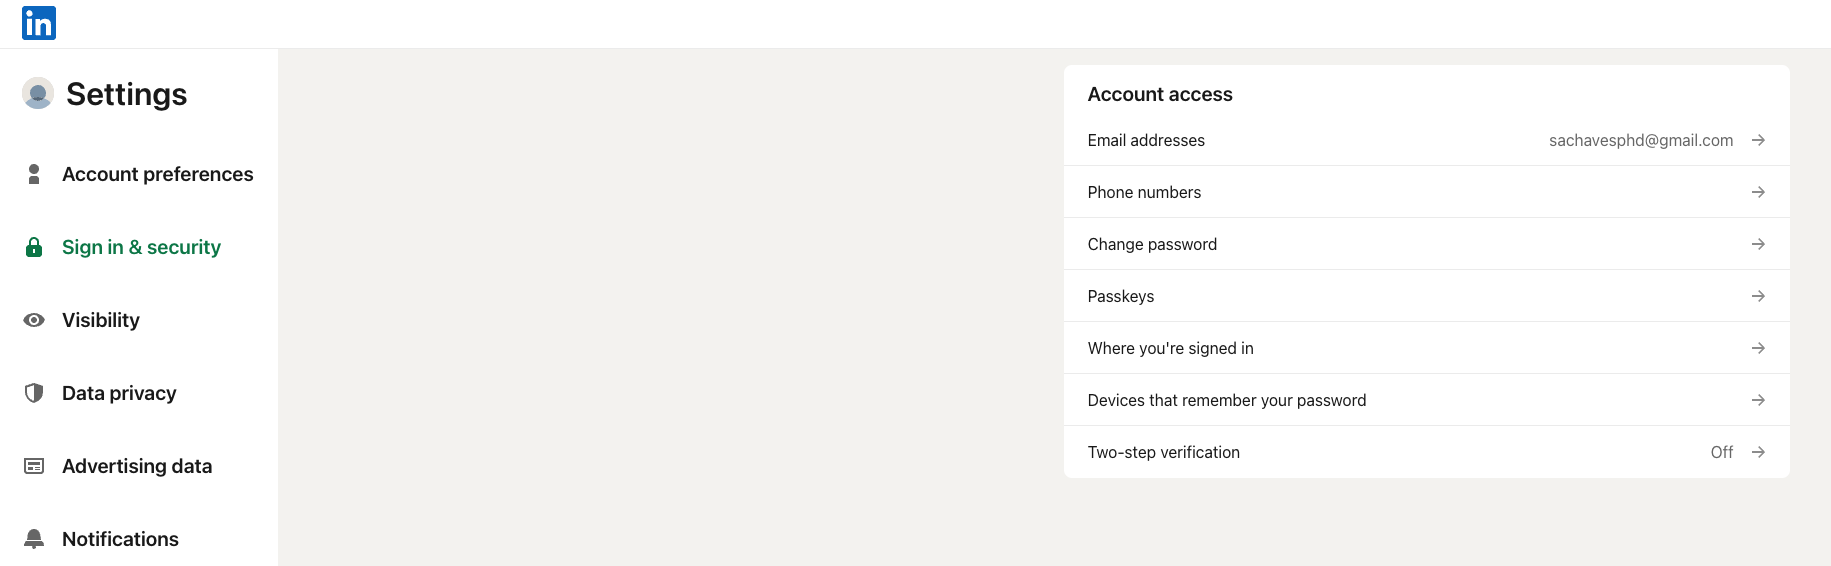 in
Settings
Account preferences
Sign in & security
Visibility
Data privacy
Advertising data
Notifications
Account access
Email addresses sachavesphd@gmail.com
Phone numbers
Change password
Passkeys
Where you're signed in
Devices that remember your password
Two-step verification Off